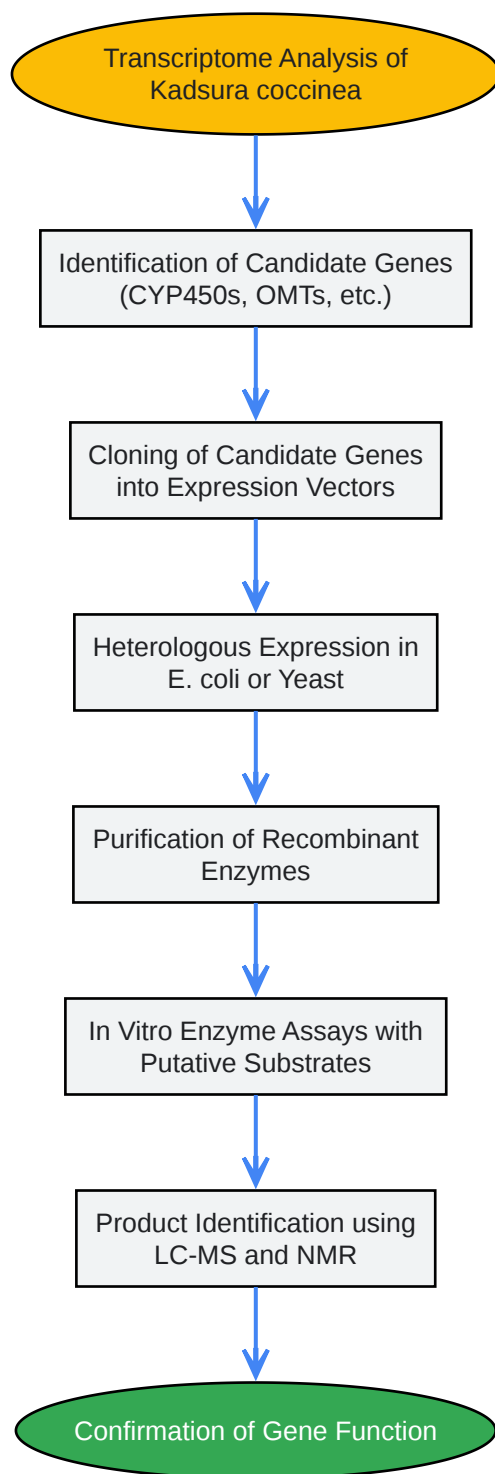 Transcriptome Analysis of
Kadsura coccinea
Identification of Candidate Genes
(CYP450s, OMTs, etc.)
Cloning of Candidate Genes
into Expression Vectors
Heterologous Expression in
E. coli or Yeast
Purification of Recombinant
Enzymes
In Vitro Enzyme Assays with
Putative Substrates
Product Identification using
LC-MS and NMR
Confirmation of Gene Function